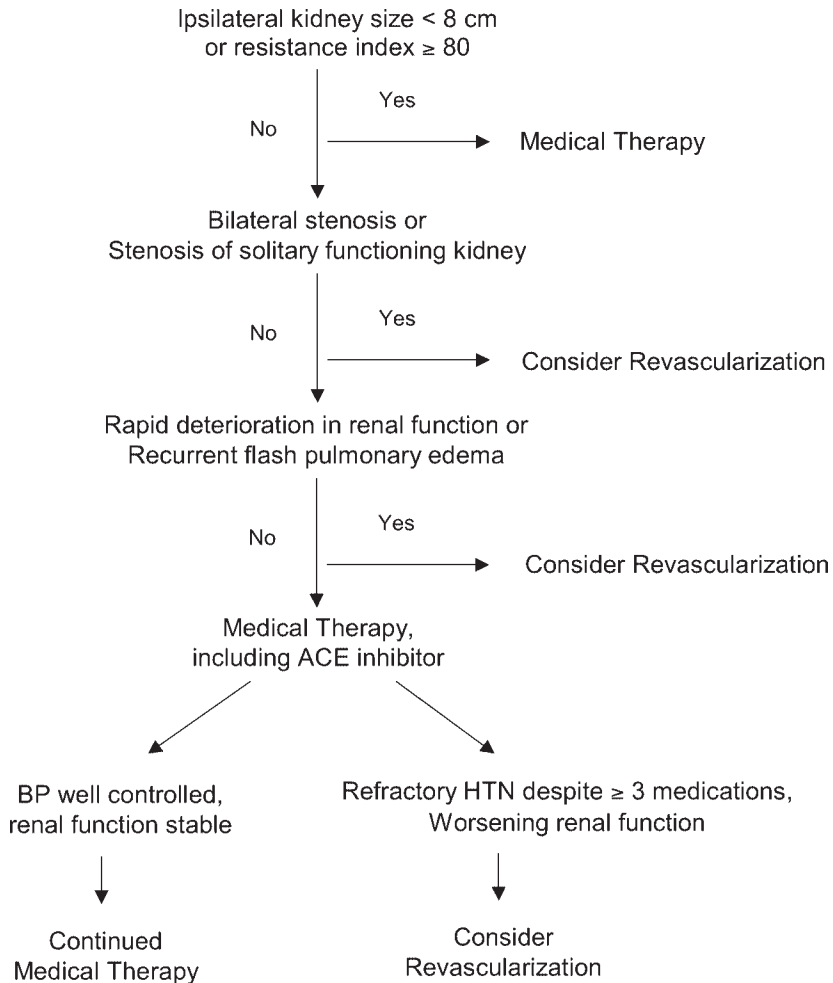 Ipsilateral kidney size < 8 cm
or resistance index ≥ 80
Yes
No
Medical Therapy
Bilateral stenosis or
Stenosis of solitary functioning kidney
Yes
No
Consider Revascularization
Rapid deterioration in renal function or
Recurrent flash pulmonary edema
Yes
No
Consider Revascularization
Medical Therapy,
including ACE inhibitor
BP well controlled,
renal function stable
Refractory HTN despite ≥ 3 medications,
Worsening renal function
Continued
Medical Therapy
Consider
Revascularization